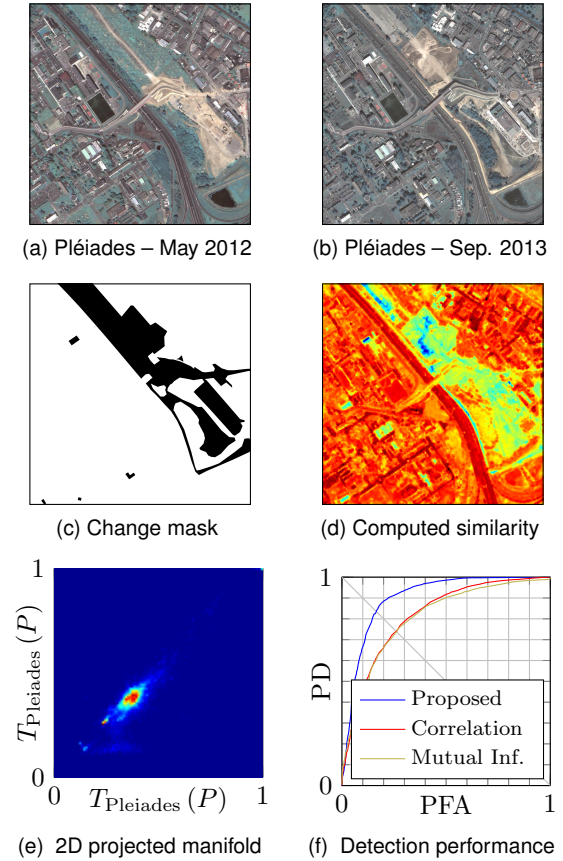 (a) Pléiades – May 2012
(b) Pléiades – Sep. 2013
(c) Change mask
(d) Computed similarity
1
T_Pleiades (P)
0
0
T_Pleiades (P)
1
(e) 2D projected manifold
1
PD
0
Proposed
Correlation
Mutual Inf.
0
PFA
1
(f) Detection performance